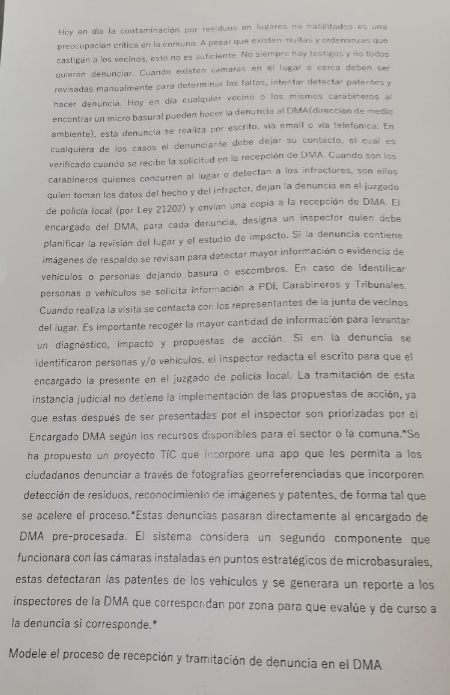 Hoy en día la contaminación por residuos en lugares no habilitados es una
preocupación crítica en la comuna. A pesar que existen multas y ordenanzas que
castigan a los vecinos, esto no es suficiente. No siempre hay testigos y no todos
quieren denunciar. Cuando existen cámaras en el lugar o cerca deben ser
revisadas manualmente para determinar las faltas, intentar detectar patentes y
hacer denuncia. Hoy en día cualquier vecino o los mismos carabineros al
encontrar un micro basural pueden hacer la denuncia al DMA(dirección de medio
ambiente), esta denuncia se realiza por escrito, vía email o vía telefónica. En
cualquiera de los casos el denunciante debe dejar su contacto, el cual es
verificado cuando se recibe la solicitud en la recepción de DMA. Cuando son los
carabineros quienes concurren al lugar o detectan a los infractores, son ellos
quien toman los datos del hecho y del infractor, dejan la denuncia en el juzgado
de policía local (por Ley 21202) y envían una copia a la recepción de DMA. El
encargado del DMA, para cada denuncia, designa un inspector quien debe
planificar la revisión del lugar y el estudio de impacto. Si la denuncia contiene
imágenes de respaldo se revisan para detectar mayor información o evidencia de
vehículos o personas dejando basura o escombros. En caso de identificar
personas o vehículos se solicita información a PDI, Carabineros y Tribunales.
Cuando realiza la visita se contacta con los representantes de la junta de vecinos
del lugar. Es importante recoger la mayor cantidad de información para levantar
un diagnóstico, impacto y propuestas de acción. Si en la denuncia se
identificaron personas y/o vehículos, el inspector redacta el escrito para que el
encargado la presente en el juzgado de policía local. La tramitación de esta
instancia judicial no detiene la implementación de las propuestas de acción, ya
que estas después de ser presentadas por el inspector son priorizadas por el
Encargado DMA según los recursos disponibles para el sector o la comuna.*Se
ha propuesto un proyecto TIC que incorpore una app que les permita a los
ciudadanos denunciar a través de fotografías georreferenciadas que incorporen
detección de residuos, reconocimiento de imágenes y patentes, de forma tal que
se acelere el proceso.*Estas denuncias pasaran directamente al encargado de
DMA pre-procesada. El sistema considera un segundo componente que
funcionara con las cámaras instaladas en puntos estratégicos de microbasurales,
estas detectaran las patentes de los vehículos y se generara un reporte a los
inspectores de la DMA que correspondan por zona para que evalúe y de curso a
la denuncia si corresponde.*
Modele el proceso de recepción y tramitación de denuncia en el DMA